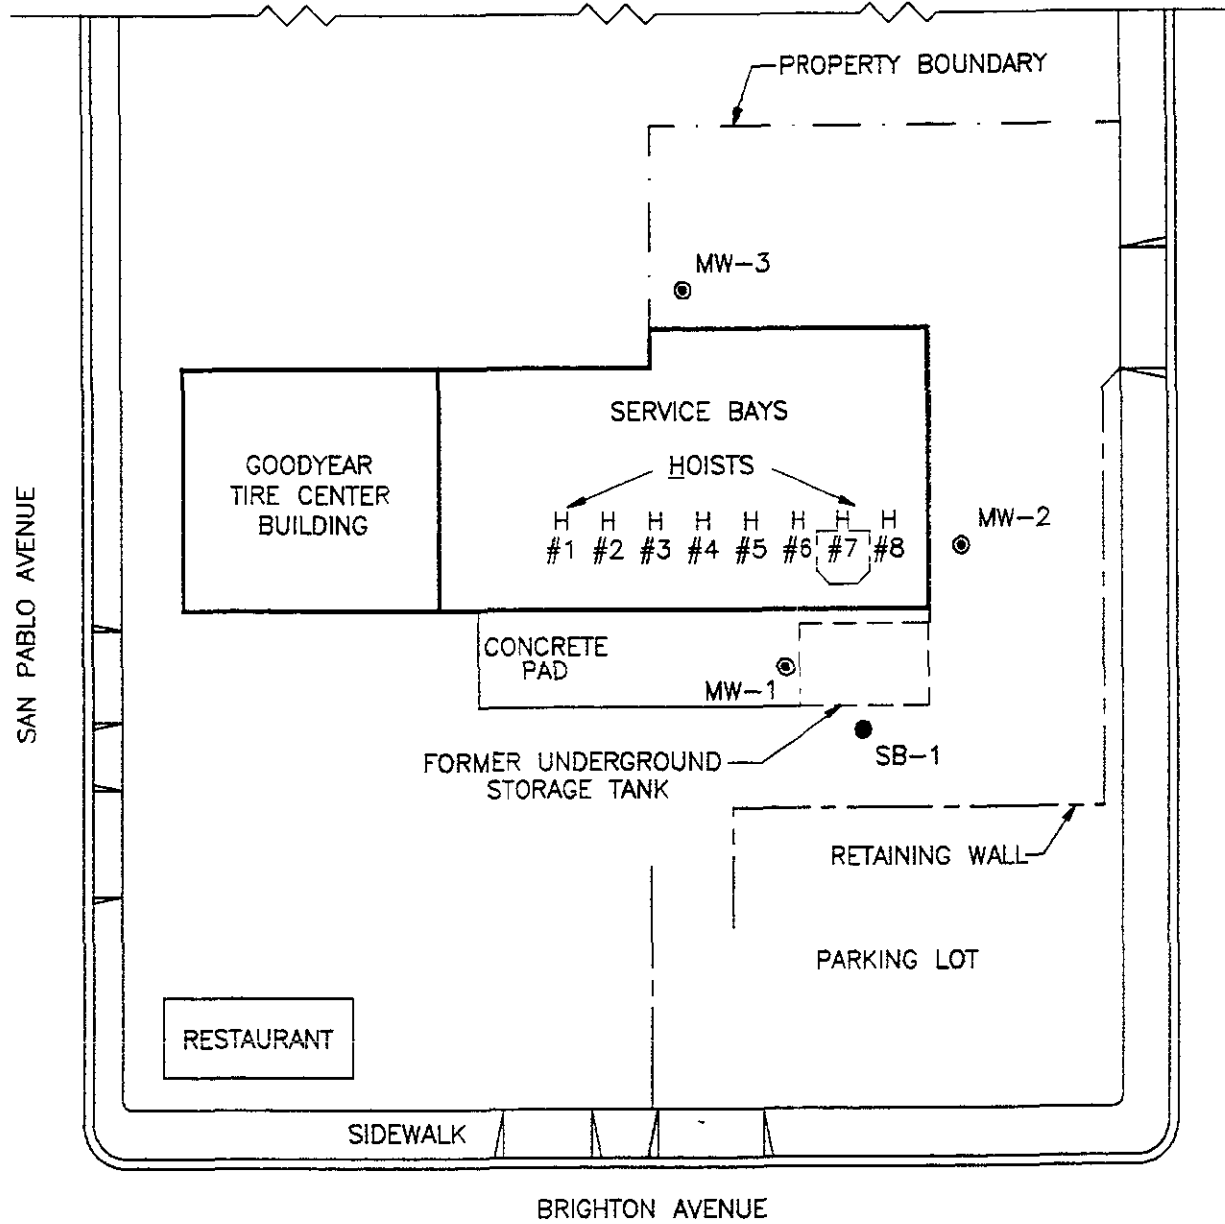 PROPERTY BOUNDARY
MW-3
SERVICE BAYS
HOISTS
GOODYEAR
TIRE CENTER
BUILDING
H H H H H H H H
#1 #2 #3 #4 #5 #6 #7 #8
MW-2
SAN PABLO AVENUE
CONCRETE
PAD
MW-1
FORMER UNDERGROUND
STORAGE TANK
SB-1
RETAINING WALL
PARKING LOT
RESTAURANT
SIDEWALK
BRIGHTON AVENUE